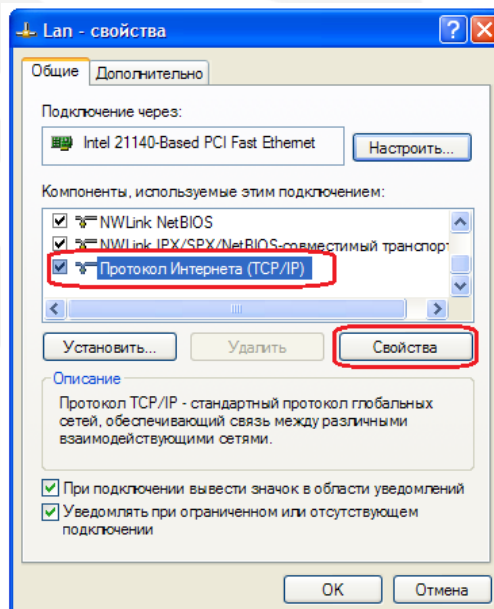 Lan - свойства
Общие
Дополнительно
Подключение через:
Intel 21140-Based PCI Fast Ethernet
Настроить...
Компоненты, используемые этим подключением:
NWLink NetBIOS
NWLink IPX/SPX/NetBIOS-совместимый транспор
Протокол Интернета (TCP/IP)
Установить...
Удалить
Свойства
Описание
Протокол TCP/IP - стандартный протокол глобальных
сетей, обеспечивающий связь между различными
взаимодействующими сетями.
При подключении вывести значок в области уведомлений
Уведомлять при ограниченном или отсутствующем
подключении
OK
Отмена